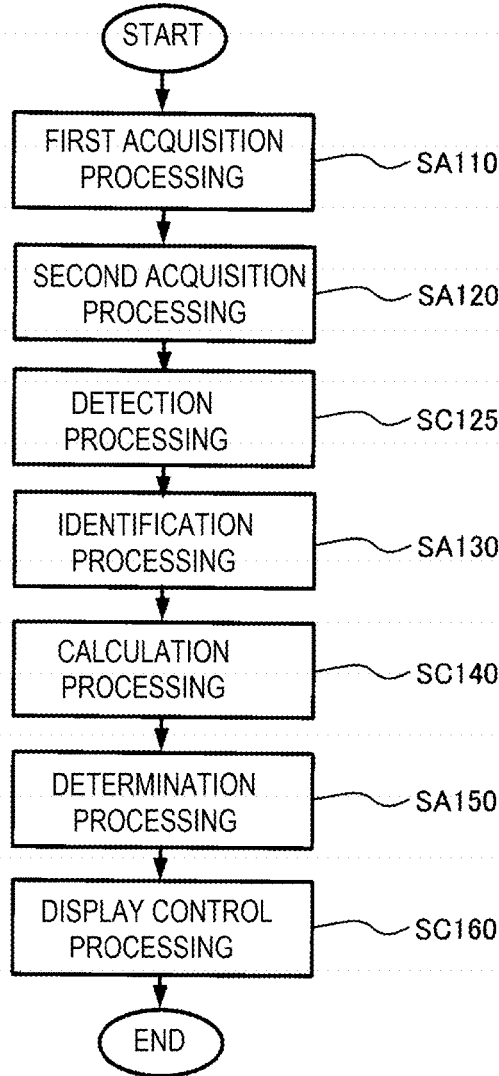 START
FIRST ACQUISITION
PROCESSING
SA110
SECOND ACQUISITION
PROCESSING
SA120
DETECTION
PROCESSING
SC125
IDENTIFICATION
PROCESSING
SA130
CALCULATION
PROCESSING
SC140
DETERMINATION
PROCESSING
SA150
DISPLAY CONTROL
PROCESSING
SC160
END